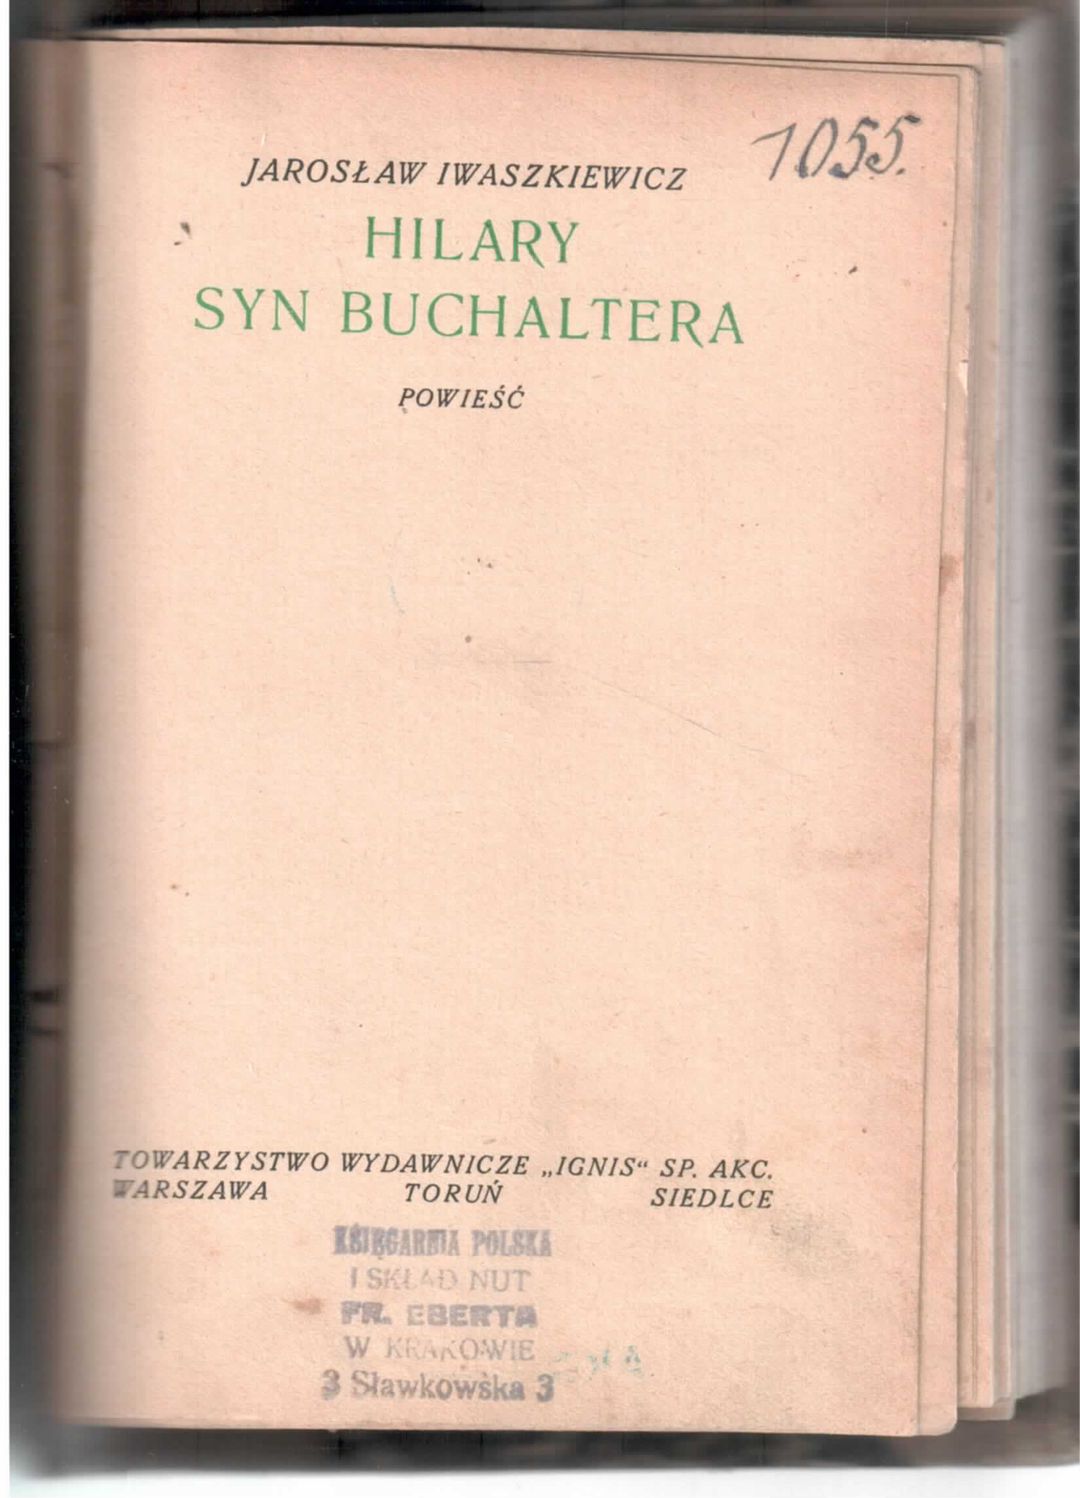 1055.
JAROSŁAW IWASZKIEWICZ
HILARY
SYN BUCHALTERA
POWIEŚĆ
TOWARZYSTWO WYDAWNICZE „IGNIS“ SP. AKC.
WARSZAWA TORUŃ SIEDLCE
KSIĘGARNIA POLSKA
I SKŁAD NUT
FR. EBERTA
W KRAKOWIE
3 Sławkowska 3